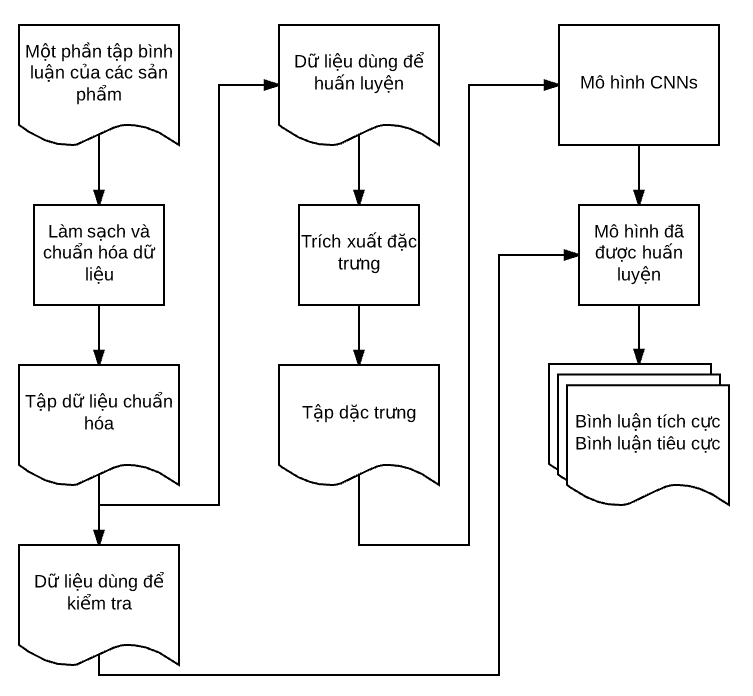 Một phần tập bình
luận của các sản
phẩm
Làm sạch và
chuẩn hóa dữ
liệu
Tập dữ liệu chuẩn
hóa
Dữ liệu dùng để
kiểm tra
Dữ liệu dùng để
huấn luyện
Trích xuất đặc
trưng
Tập dặc trưng
Mô hình CNNs
Mô hình đã
được huấn
luyện
Bình luận tích cực
Bình luận tiêu cực